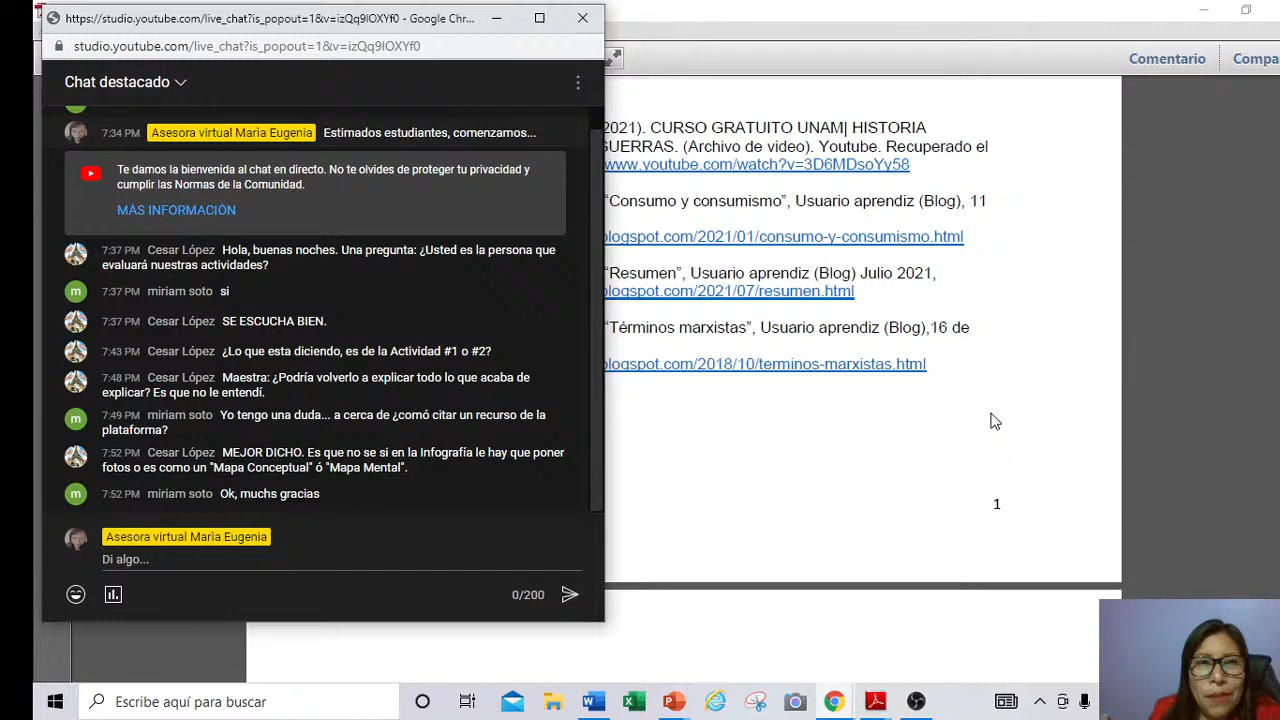 https://studio.youtube.com/live_chat?is_popout=1&v=izQq9IOXYf0 - Google Chr...
studio.youtube.com/live_chat?is_popout=1&v=izQq9IOXYf0
Chat destacado
7:34 PM Asesora virtual Marìa Eugenia Estimados estudiantes, comenzamos...
Te damos la bienvenida al chat en directo. No te olvides de proteger tu privacidad y
cumplir las Normas de la Comunidad.
MÁS INFORMACIÓN
7:37 PM Cesar López Hola, buenas noches. Una pregunta: ¿Usted es la persona que
evaluará nuestras actividades?
7:37 PM miriam soto si
7:37 PM Cesar López SE ESCUCHA BIEN.
7:43 PM Cesar López ¿Lo que esta diciendo, es de la Actividad #1 o #2?
7:48 PM Cesar López Maestra: ¿Podría volverlo a explicar todo lo que acaba de
explicar? Es que no le entendí.
7:49 PM miriam soto Yo tengo una duda... a cerca de ¿comó citar un recurso de la
plataforma?
7:52 PM Cesar López MEJOR DICHO. Es que no se si en la Infografía le hay que poner
fotos o es como un "Mapa Conceptual" ó "Mapa Mental".
7:52 PM miriam soto Ok, muchs gracias
Asesora virtual Marìa Eugenia
Di algo...
0/200
Comentario
Compa
2021). CURSO GRATUITO UNAM| HISTORIA
GUERRAS. (Archivo de video). Youtube. Recuperado el
www.youtube.com/watch?v=3D6MDsoYy58
“Consumo y consumismo”, Usuario aprendiz (Blog), 11
blogspot.com/2021/01/consumo-y-consumismo.html
“Resumen”, Usuario aprendiz (Blog) Julio 2021,
blogspot.com/2021/07/resumen.html
“Términos marxistas”, Usuario aprendiz (Blog),16 de
blogspot.com/2018/10/terminos-marxistas.html
1
Escribe aquí para buscar